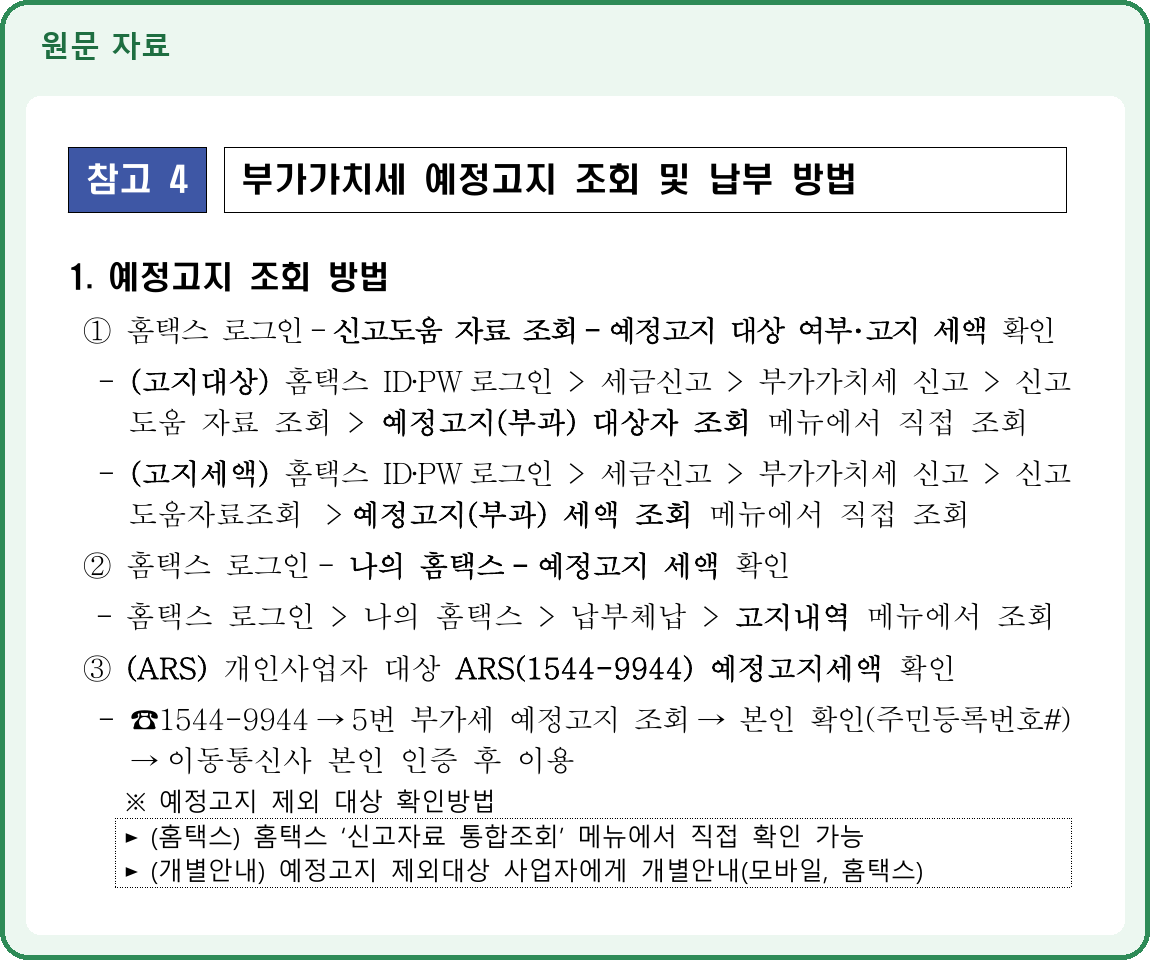 원문 자료
참고 4
부가가치세 예정고지 조회 및 납부 방법
1. 예정고지 조회 방법
① 홈택스 로그인 – 신고도움 자료 조회 – 예정고지 대상 여부·고지 세액 확인
- (고지대상) 홈택스 ID·PW 로그인 > 세금신고 > 부가가치세 신고 > 신고
도움 자료 조회 > 예정고지(부과) 대상자 조회 메뉴에서 직접 조회
- (고지세액) 홈택스 ID·PW 로그인 > 세금신고 > 부가가치세 신고 > 신고
도움자료조회 > 예정고지(부과) 세액 조회 메뉴에서 직접 조회
② 홈택스 로그인 – 나의 홈택스 – 예정고지 세액 확인
- 홈택스 로그인 > 나의 홈택스 > 납부체납 > 고지내역 메뉴에서 조회
③ (ARS) 개인사업자 대상 ARS(1544-9944) 예정고지세액 확인
- ☎1544-9944 → 5번 부가세 예정고지 조회 → 본인 확인(주민등록번호#)
→ 이동통신사 본인 인증 후 이용
※ 예정고지 제외 대상 확인방법
► (홈택스) 홈택스 ‘신고자료 통합조회’ 메뉴에서 직접 확인 가능
► (개별안내) 예정고지 제외대상 사업자에게 개별안내(모바일, 홈택스)